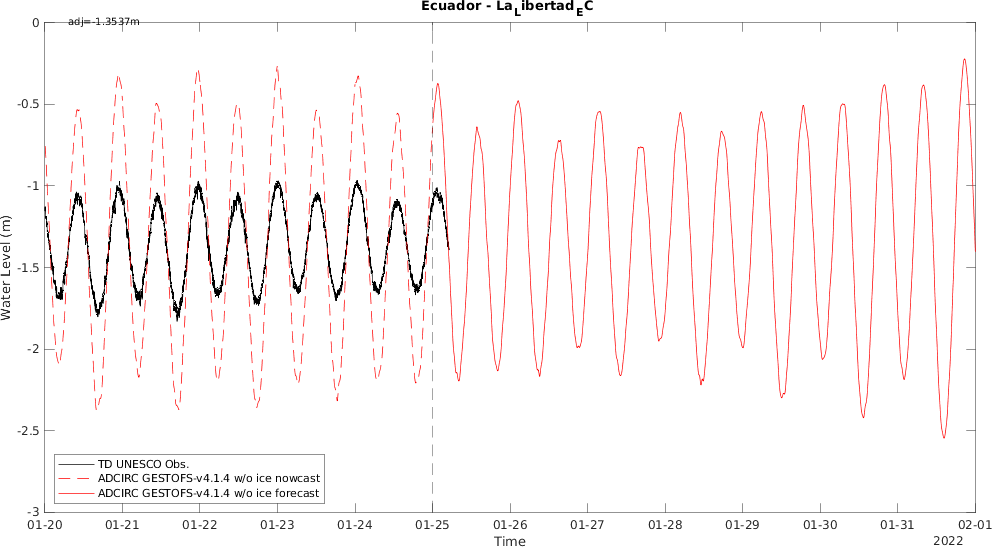 Ecuador - LaLibertadEC
adj=-1.3537m
0
-0.5
-1
-1.5
-2
-2.5
-3
Water Level (m)
TD UNESCO Obs.
ADCIRC GESTOFS-v4.1.4 w/o ice nowcast
ADCIRC GESTOFS-v4.1.4 w/o ice forecast
01-20 01-21 01-22 01-23 01-24 01-25 01-26 01-27 01-28 01-29 01-30 01-31 02-01
Time
2022